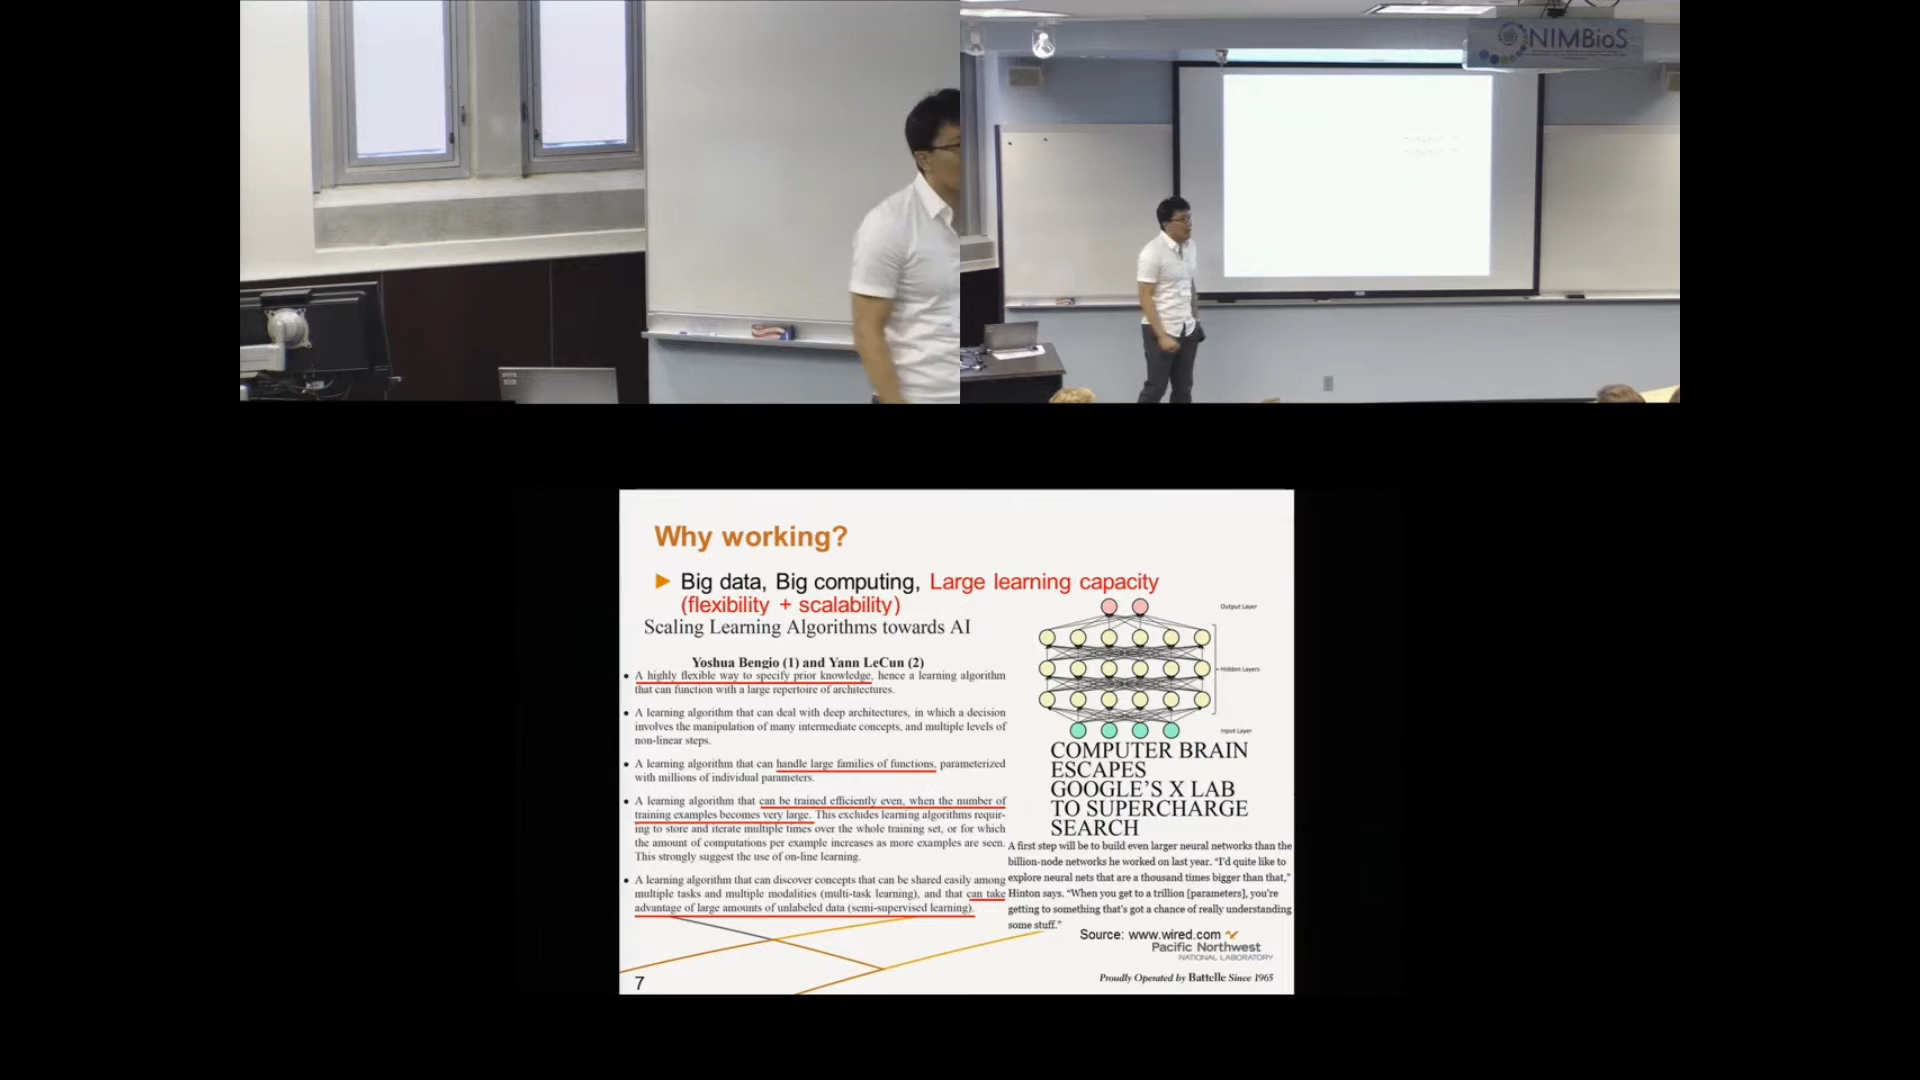 NIMBioS
Why working?
Big data, Big computing, Large learning capacity
(flexibility + scalability)
Scaling Learning Algorithms towards AI
Yoshua Bengio (1) and Yann LeCun (2)
• A highly flexible way to specify prior knowledge, hence a learning algorithm
that can function with a large repertoire of architectures.
• A learning algorithm that can deal with deep architectures, in which a decision
involves the manipulation of many intermediate concepts, and multiple levels of
non-linear steps.
• A learning algorithm that can handle large families of functions, parameterized
with millions of individual parameters.
• A learning algorithm that can be trained efficiently even, when the number of
training examples becomes very large. This excludes learning algorithms requir-
ing to store and iterate multiple times over the whole training set, or for which
the amount of computations per example increases as more examples are seen.
This strongly suggest the use of on-line learning.
• A learning algorithm that can discover concepts that can be shared easily among
multiple tasks and multiple modalities (multi-task learning), and that can take
advantage of large amounts of unlabeled data (semi-supervised learning).
Output Layer
Hidden Layers
Input Layer
COMPUTER BRAIN
ESCAPES
GOOGLE'S X LAB
TO SUPERCHARGE
SEARCH
A first step will be to build even larger neural networks than the
billion-node networks he worked on last year. "I'd quite like to
explore neural nets that are a thousand times bigger than that,"
Hinton says. "When you get to a trillion [parameters], you're
getting to something that's got a chance of really understanding
some stuff."
Source: www.wired.com
Pacific Northwest
NATIONAL LABORATORY
Proudly Operated by Battelle Since 1965
7